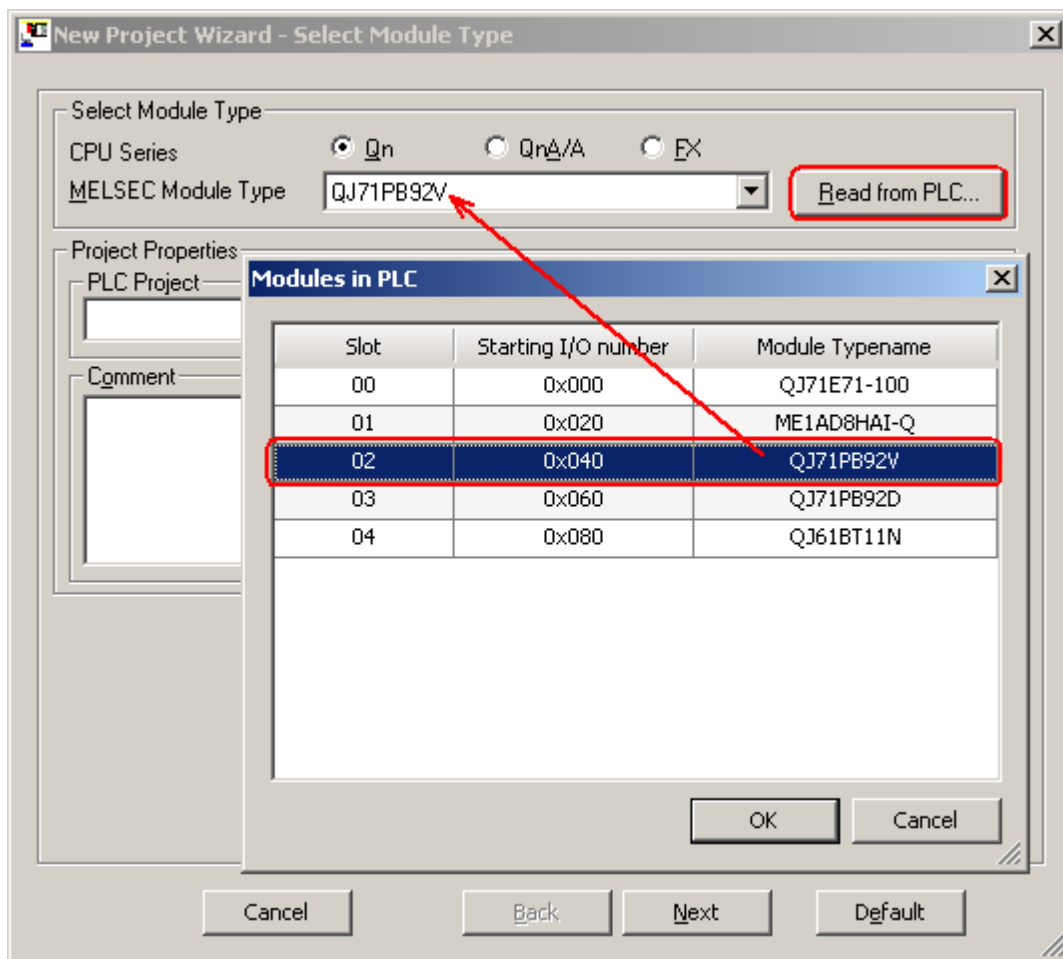 New Project Wizard - Select Module Type
Select Module Type
CPU Series Qn QnA/A FX
MELSEC Module Type QJ71PB92V Read from PLC...
Project Properties
PLC Project
Comment
Modules in PLC
Slot Starting I/O number Module Typename
00 0x000 QJ71E71-100
01 0x020 ME1AD8HAI-Q
02 0x040 QJ71PB92V
03 0x060 QJ71PB92D
04 0x080 QJ61BT11N
OK Cancel
Cancel Back Next Default